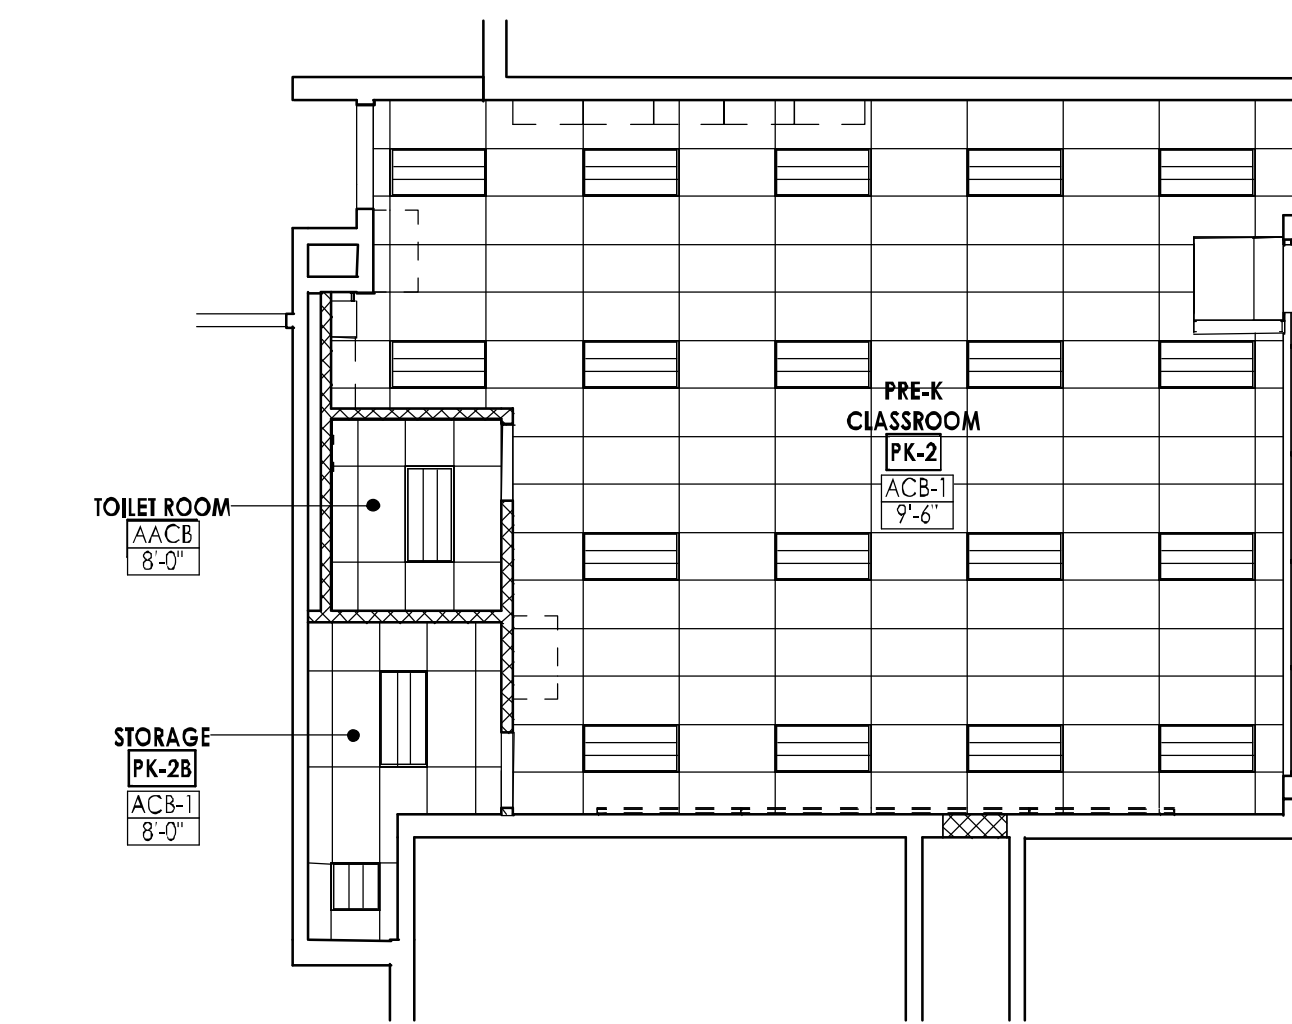 PRE-K
CLASSROOM
PK-2
ACB-1
9'-6"
TOILET ROOM
AACB
8'-0"
STORAGE
PK-2B
ACB-1
8'-0"